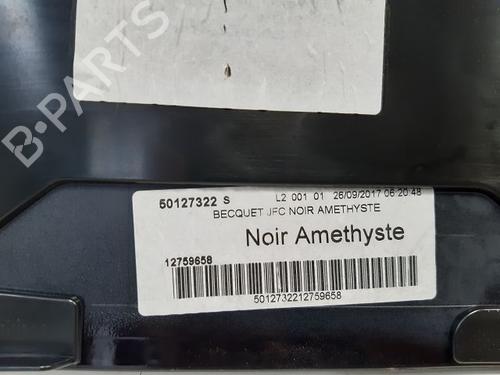 B-PARTS
50127322 S L2 001 01 26/09/2017 06:20:48
BECQUET JFC NOIR AMETHYSTE
Noir Amethyste
12759658
5012732212759658